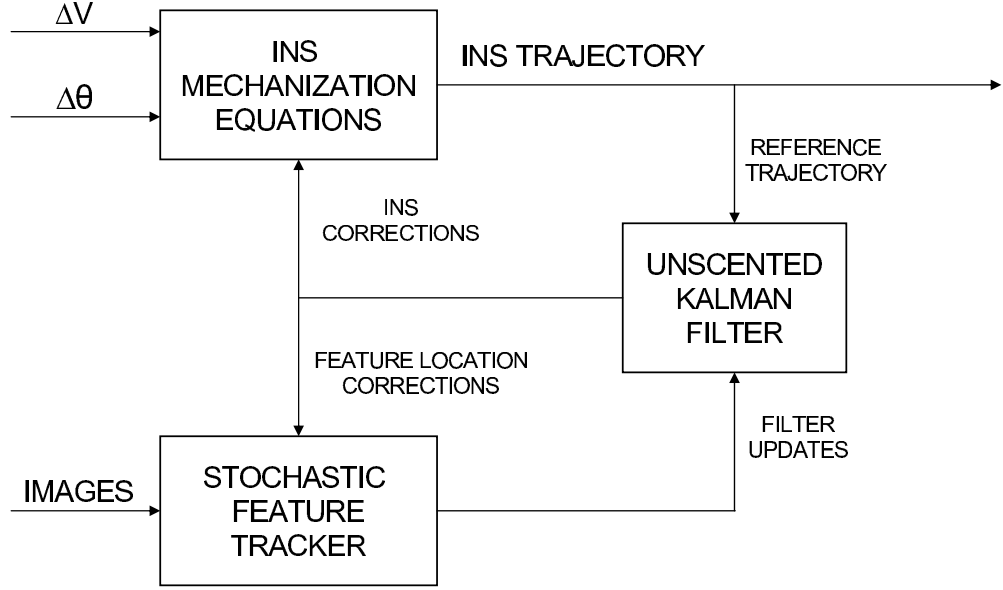 ΔV
INS
MECHANIZATION
EQUATIONS
INS TRAJECTORY
Δθ
REFERENCE
TRAJECTORY
INS
CORRECTIONS
UNSCENTED
KALMAN
FILTER
FEATURE LOCATION
CORRECTIONS
FILTER
UPDATES
IMAGES
STOCHASTIC
FEATURE
TRACKER